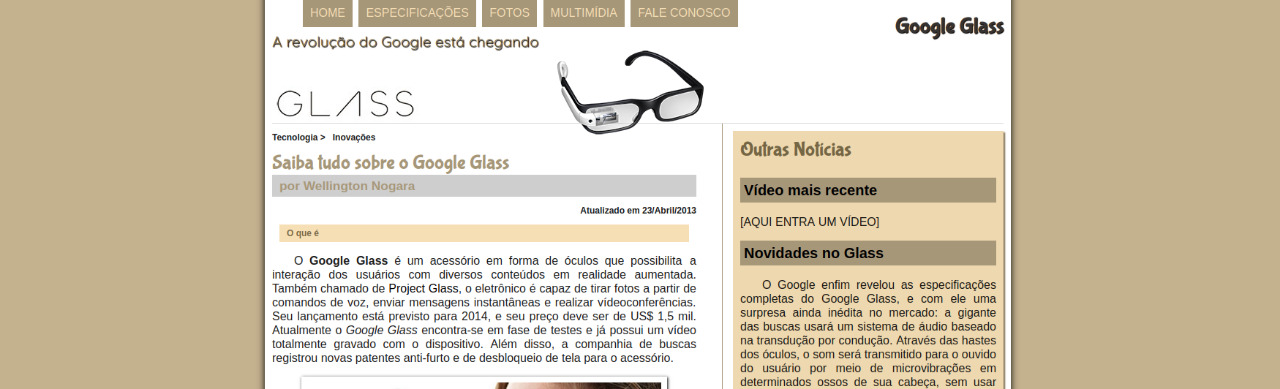 HOME ESPECIFICAÇÕES FOTOS MULTIMÍDIA FALE CONOSCO
Google Glass
A revolução do Google está chegando
GLASS
Tecnologia > Inovações
Saiba tudo sobre o Google Glass
por Wellington Nogara
Atualizado em 23/Abril/2013
O que é
O Google Glass é um acessório em forma de óculos que possibilita a
interação dos usuários com diversos conteúdos em realidade aumentada.
Também chamado de Project Glass, o eletrônico é capaz de tirar fotos a partir de
comandos de voz, enviar mensagens instantâneas e realizar vídeoconferências.
Seu lançamento está previsto para 2014, e seu preço deve ser de US$ 1,5 mil.
Atualmente o Google Glass encontra-se em fase de testes e já possui um vídeo
totalmente gravado com o dispositivo. Além disso, a companhia de buscas
registrou novas patentes anti-furto e de desbloqueio de tela para o acessório.
Outras Notícias
Vídeo mais recente
[AQUI ENTRA UM VÍDEO]
Novidades no Glass
O Google enfim revelou as especificações
completas do Google Glass, e com ele uma
surpresa ainda inédita no mercado: a gigante
das buscas usará um sistema de áudio baseado
na transdução por condução. Através das hastes
dos óculos, o som será transmitido para o ouvido
do usuário por meio de microvibrações em
determinados ossos de sua cabeça, sem usar